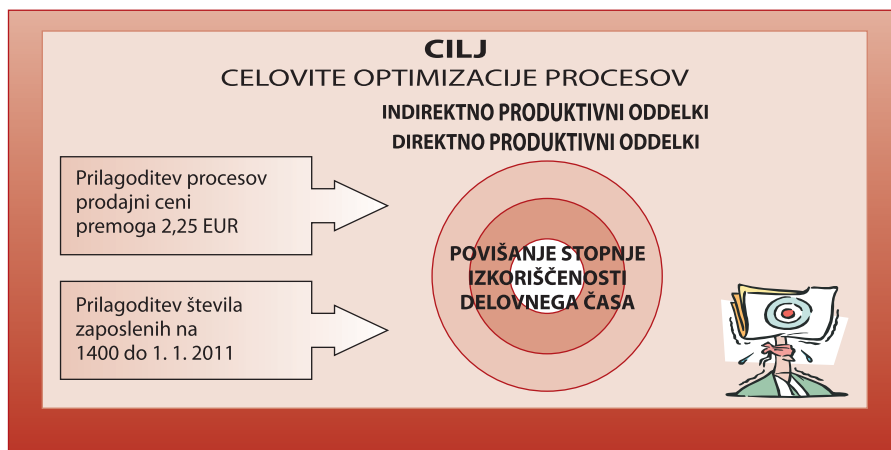 CILJ
CELOVITE OPTIMIZACIJE PROCESOV
INDIREKTNO PRODUKTIVNI ODDELKI
DIREKTNO PRODUKTIVNI ODDELKI
Prilagoditev procesov
prodajni ceni
premoga 2,25 EUR
POVIŠANJE STOPNJE
IZKORIŠČENOSTI
DELOVNEGA ČASA
Prilagoditev števila
zaposlenih na
1400 do 1. 1. 2011